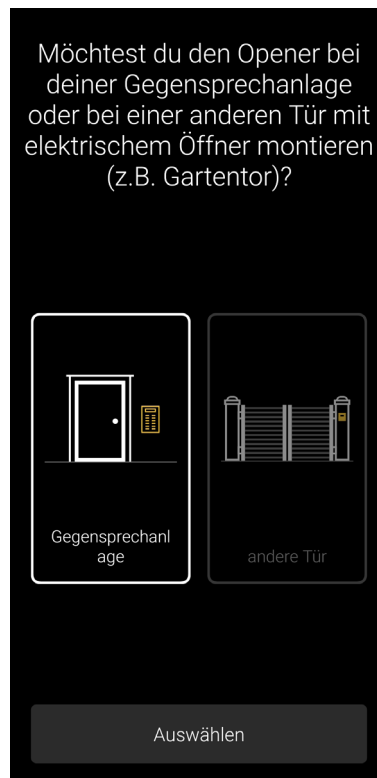 Möchtest du den Opener bei
deiner Gegensprechanlage
oder bei einer anderen Tür mit
elektrischem Öffner montieren
(z.B. Gartentor)?
Gegensprechanl
age
andere Tür
Auswählen